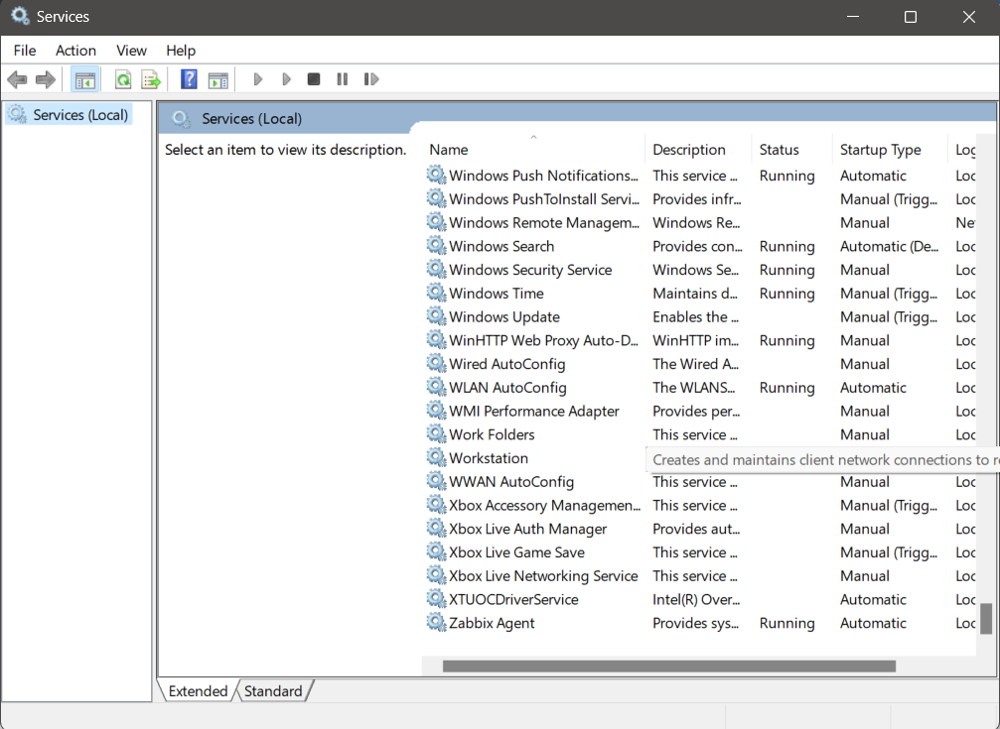 Services
File Action View Help
Services (Local)
Services (Local)
Select an item to view its description.
Name Description Status Startup Type Log
Windows Push Notifications... This service ... Running Automatic Loc
Windows PushToInstall Servi... Provides infr... Manual (Trigg... Loc
Windows Remote Managem... Windows Re... Manual Net
Windows Search Provides con... Running Automatic (De... Loc
Windows Security Service Windows Se... Running Manual Loc
Windows Time Maintains d... Running Manual (Trigg... Loc
Windows Update Enables the ... Manual (Trigg... Loc
WinHTTP Web Proxy Auto-D... WinHTTP im... Running Manual Loc
Wired AutoConfig The Wired A... Manual Loc
WLAN AutoConfig The WLANS... Running Automatic Loc
WMI Performance Adapter Provides per... Manual Loc
Work Folders This service ... Manual Loc
Workstation Creates and maintains client network connections to r
WWAN AutoConfig This service ... Manual Loc
Xbox Accessory Managemen... This service ... Manual (Trigg... Loc
Xbox Live Auth Manager Provides aut... Manual Loc
Xbox Live Game Save This service ... Manual (Trigg... Loc
Xbox Live Networking Service This service ... Manual Loc
XTUOCDriverService Intel(R) Over... Automatic Loc
Zabbix Agent Provides sys... Running Automatic Loc
Extended Standard